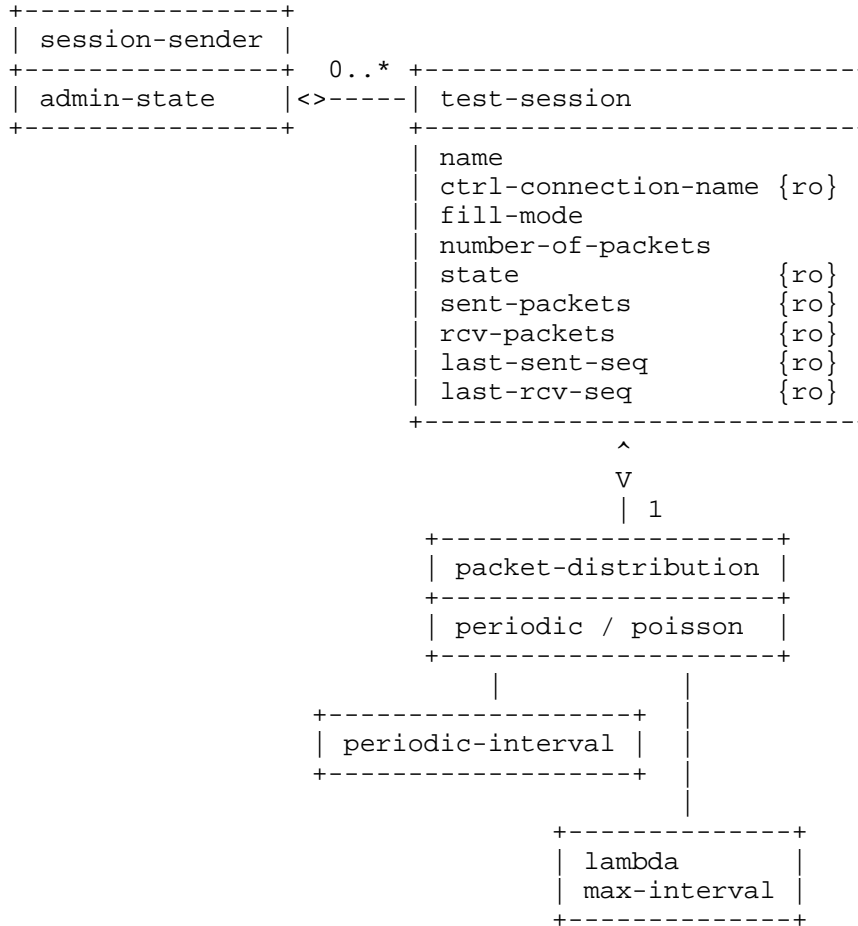 session-sender
0..*
admin-state <> test-session
name
ctrl-connection-name {ro}
fill-mode
number-of-packets
state {ro}
sent-packets {ro}
rcv-packets {ro}
last-sent-seq {ro}
last-rcv-seq {ro}
^
V
1
packet-distribution
periodic / poisson
periodic-interval
lambda
max-interval